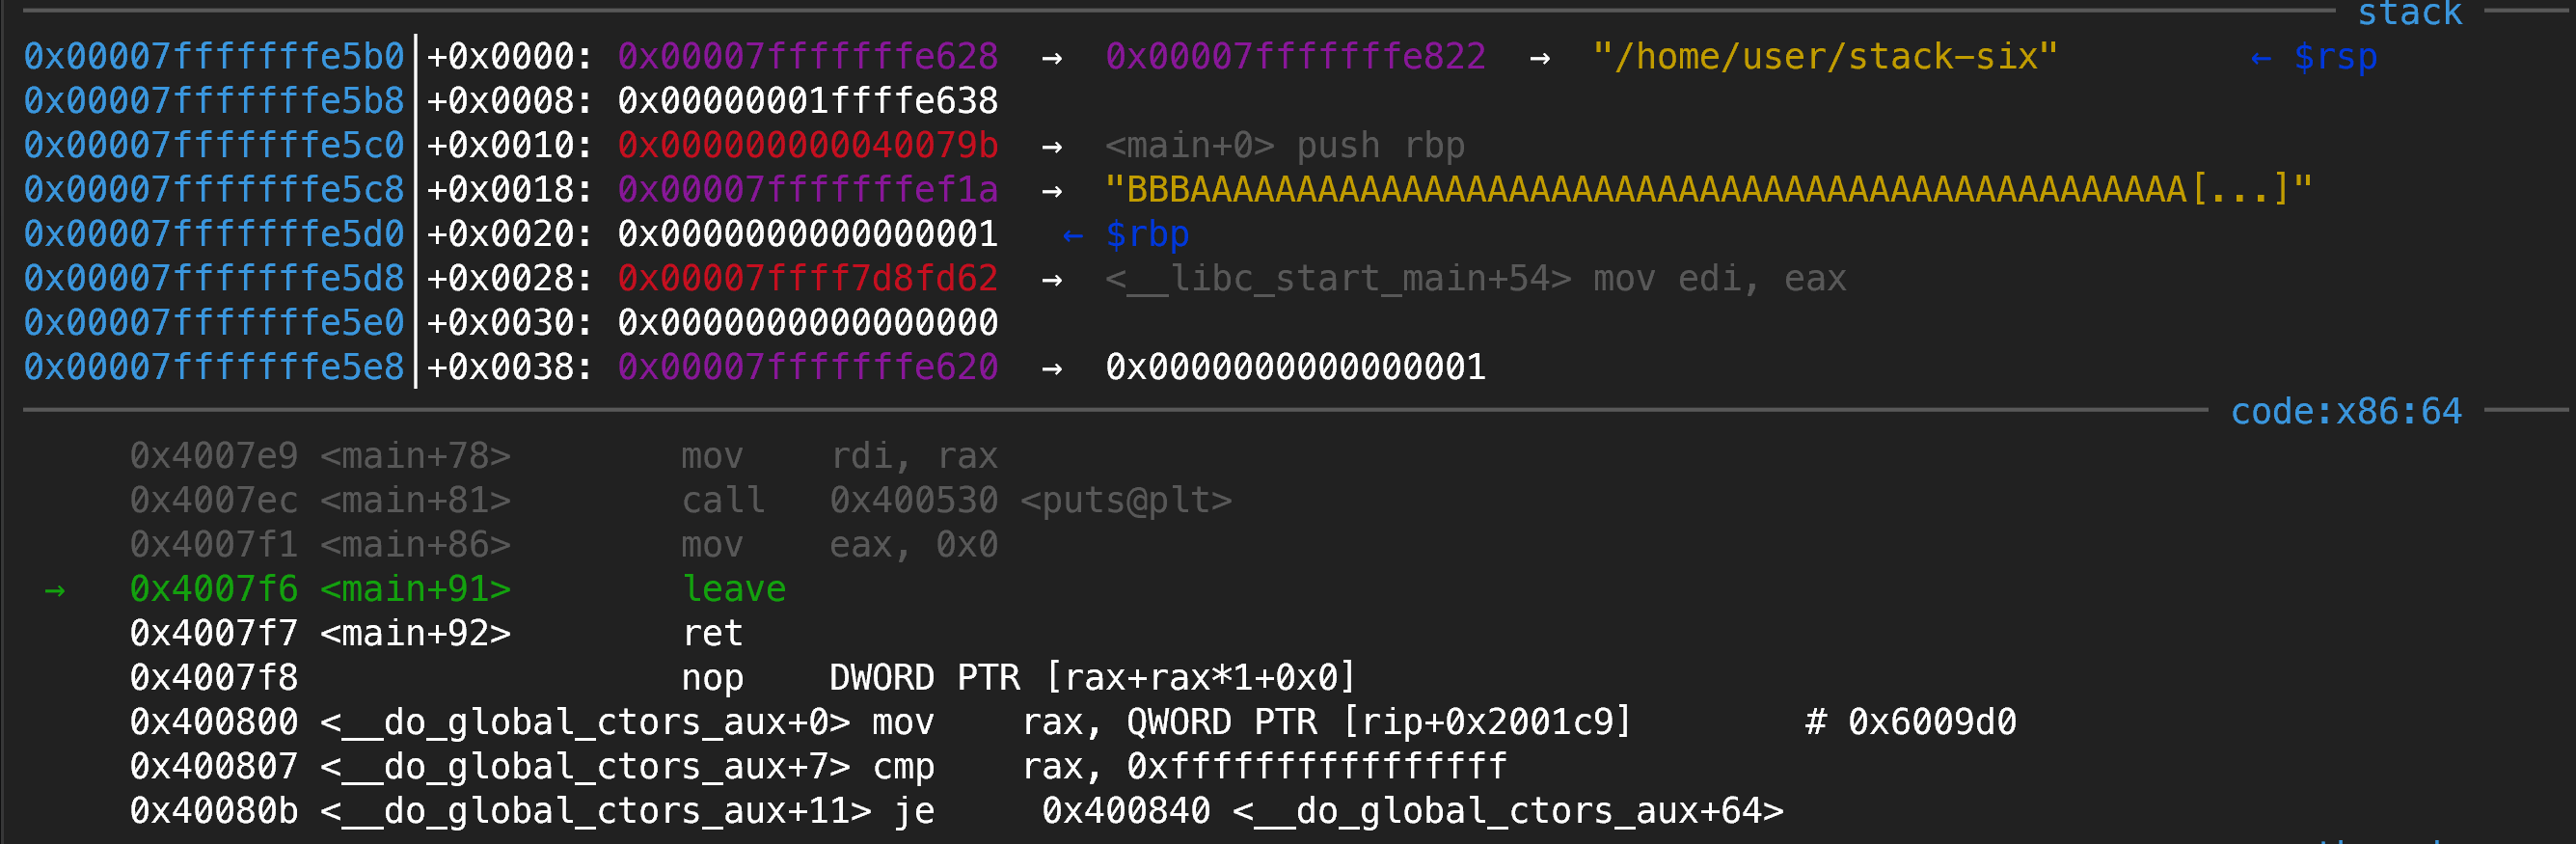 stack
0x00007fffffffe5b0│+0x0000: 0x00007fffffffe628  →  0x00007fffffffe822  →  "/home/user/stack-six"         ← $rsp
0x00007fffffffe5b8│+0x0008: 0x00000001ffffe638
0x00007fffffffe5c0│+0x0010: 0x000000000040079b  →  <main+0> push rbp
0x00007fffffffe5c8│+0x0018: 0x00007fffffffef1a  →  "BBBAAAAAAAAAAAAAAAAAAAAAAAAAAAAAAAAAAAAAAAAAAAAAAA[...]"
0x00007fffffffe5d0│+0x0020: 0x0000000000000001   ← $rbp
0x00007fffffffe5d8│+0x0028: 0x00007ffff7d8fd62  →  <__libc_start_main+54> mov edi, eax
0x00007fffffffe5e0│+0x0030: 0x0000000000000000
0x00007fffffffe5e8│+0x0038: 0x00007fffffffe620  →  0x0000000000000001
code:x86:64
0x4007e9 <main+78>        mov    rdi, rax
0x4007ec <main+81>        call   0x400530 <puts@plt>
0x4007f1 <main+86>        mov    eax, 0x0
→   0x4007f6 <main+91>        leave
0x4007f7 <main+92>        ret
0x4007f8                  nop    DWORD PTR [rax+rax*1+0x0]
0x400800 <__do_global_ctors_aux+0> mov    rax, QWORD PTR [rip+0x2001c9]        # 0x6009d0
0x400807 <__do_global_ctors_aux+7> cmp    rax, 0xffffffffffffffff
0x40080b <__do_global_ctors_aux+11> je     0x400840 <__do_global_ctors_aux+64>